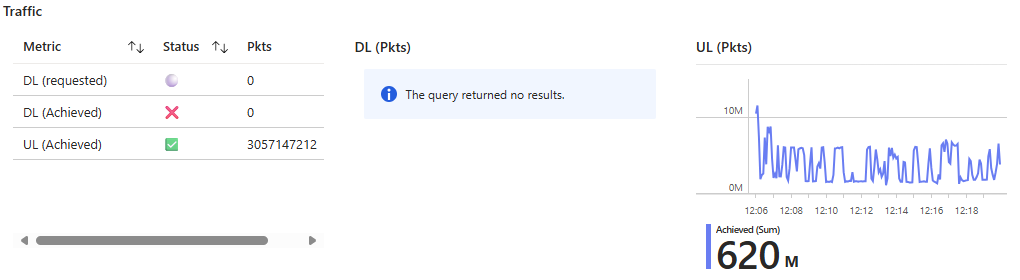 Traffic
Metric ↑↓ Status ↑↓ Pkts
DL (requested) 0
DL (Achieved) 0
UL (Achieved) 3057147212
DL (Pkts)
The query returned no results.
UL (Pkts)
10M
0M
12:06 12:08 12:10 12:12 12:14 12:16 12:18
Achieved (Sum)
620 M